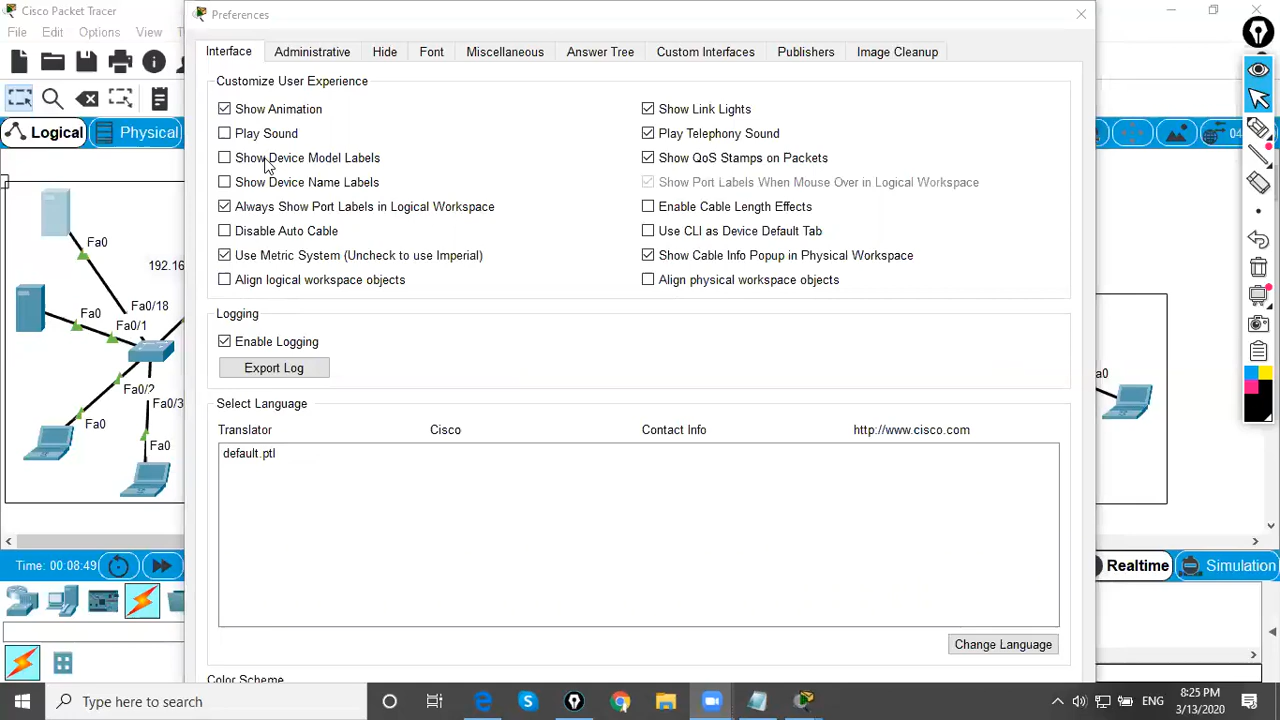 Cisco Packet Tracer
Preferences
File Edit Options View
Interface Administrative Hide Font Miscellaneous Answer Tree Custom Interfaces Publishers Image Cleanup
Customize User Experience
Show Animation
Play Sound
Show Device Model Labels
Show Device Name Labels
Always Show Port Labels in Logical Workspace
Disable Auto Cable
Use Metric System (Uncheck to use Imperial)
Align logical workspace objects
Show Link Lights
Play Telephony Sound
Show QoS Stamps on Packets
Show Port Labels When Mouse Over in Logical Workspace
Enable Cable Length Effects
Use CLI as Device Default Tab
Show Cable Info Popup in Physical Workspace
Align physical workspace objects
Logging
Enable Logging
Export Log
Select Language
Translator Cisco Contact Info http://www.cisco.com
default.ptl
Change Language
Color Scheme
Logical Physical
Fa0
192.16
Fa0/18
Fa0
Fa0/1
Fa0/2
Fa0/3
Fa0
Fa0
a0
Time: 00:08:49
Realtime Simulation
Type here to search
ENG
8:25 PM
3/13/2020